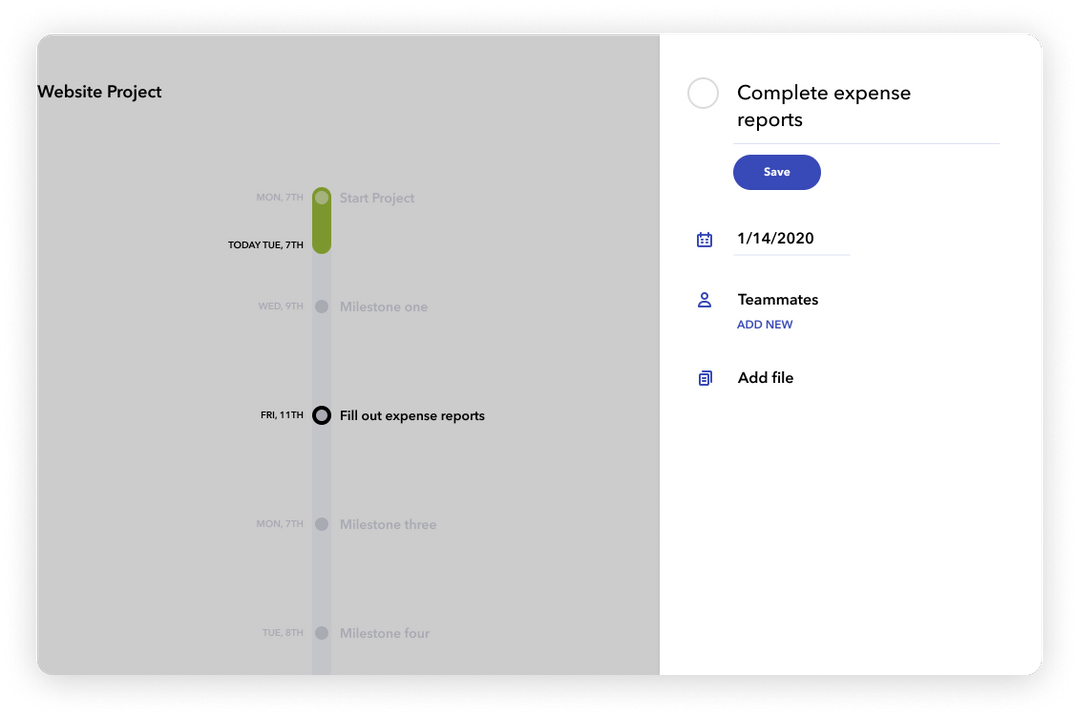 Website Project
MON, 7TH
Start Project
TODAY TUE, 7TH
WED, 9TH
Milestone one
FRI, 11TH
Fill out expense reports
MON, 7TH
Milestone three
TUE, 8TH
Milestone four
Complete expense
reports
Save
1/14/2020
Teammates
ADD NEW
Add file